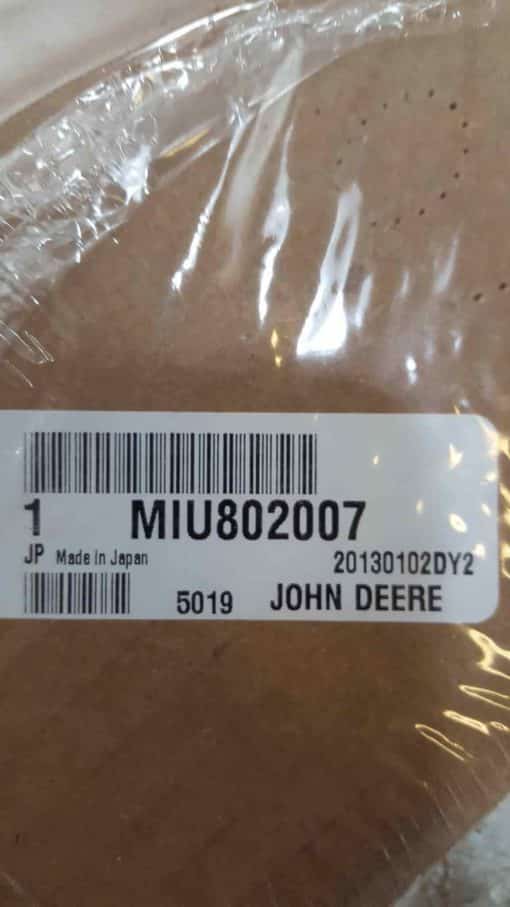 1 MIU802007
JP Made In Japan 20130102DY2
5019 JOHN DEERE